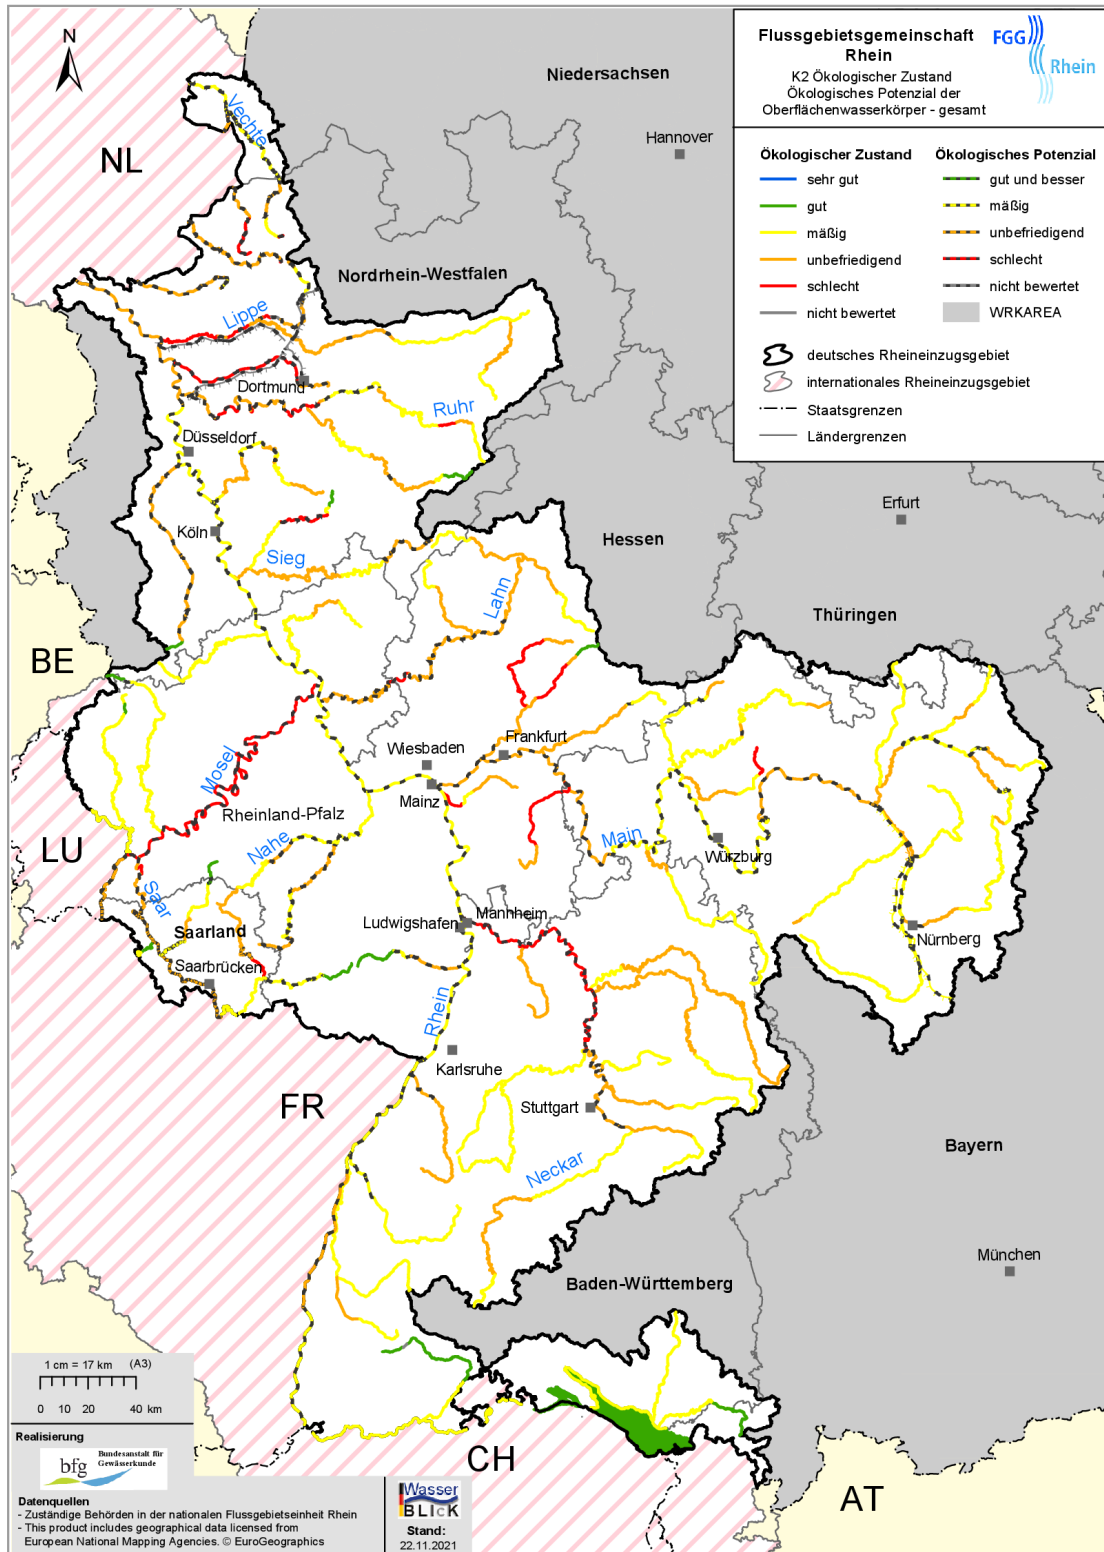 Flussgebietsgemeinschaft
Rhein
K2 Ökologischer Zustand
Ökologisches Potenzial der
Oberflächenwasserkörper - gesamt
FGG
Rhein
Ökologischer Zustand
sehr gut
gut
mäßig
unbefriedigend
schlecht
nicht bewertet
Ökologisches Potenzial
gut und besser
mäßig
unbefriedigend
schlecht
nicht bewertet
WRKAREA
deutsches Rheineinzugsgebiet
internationales Rheineinzugsgebiet
Staatsgrenzen
Ländergrenzen
N
Niedersachsen
Vechte
Hannover
NL
Nordrhein-Westfalen
Lippe
Dortmund
Ruhr
Düsseldorf
Erfurt
Köln
Hessen
Sieg
Lahn
Thüringen
BE
Frankfurt
Wiesbaden
Mosel
Mainz
Rheinland-Pfalz
Main
Nahe
Würzburg
LU
Saar
Mannheim
Ludwigshafen
Saarland
Nürnberg
Saarbrücken
Rhein
Karlsruhe
FR
Stuttgart
Bayern
Neckar
München
Baden-Württemberg
CH
AT
1 cm = 17 km (A3)
0 10 20 40 km
Realisierung
bfg
Bundesanstalt für
Gewässerkunde
Datenquellen
- Zuständige Behörden in der nationalen Flussgebietseinheit Rhein
- This product includes geographical data licensed from
European National Mapping Agencies. © EuroGeographics
Wasser
BLIcK
Stand:
22.11.2021